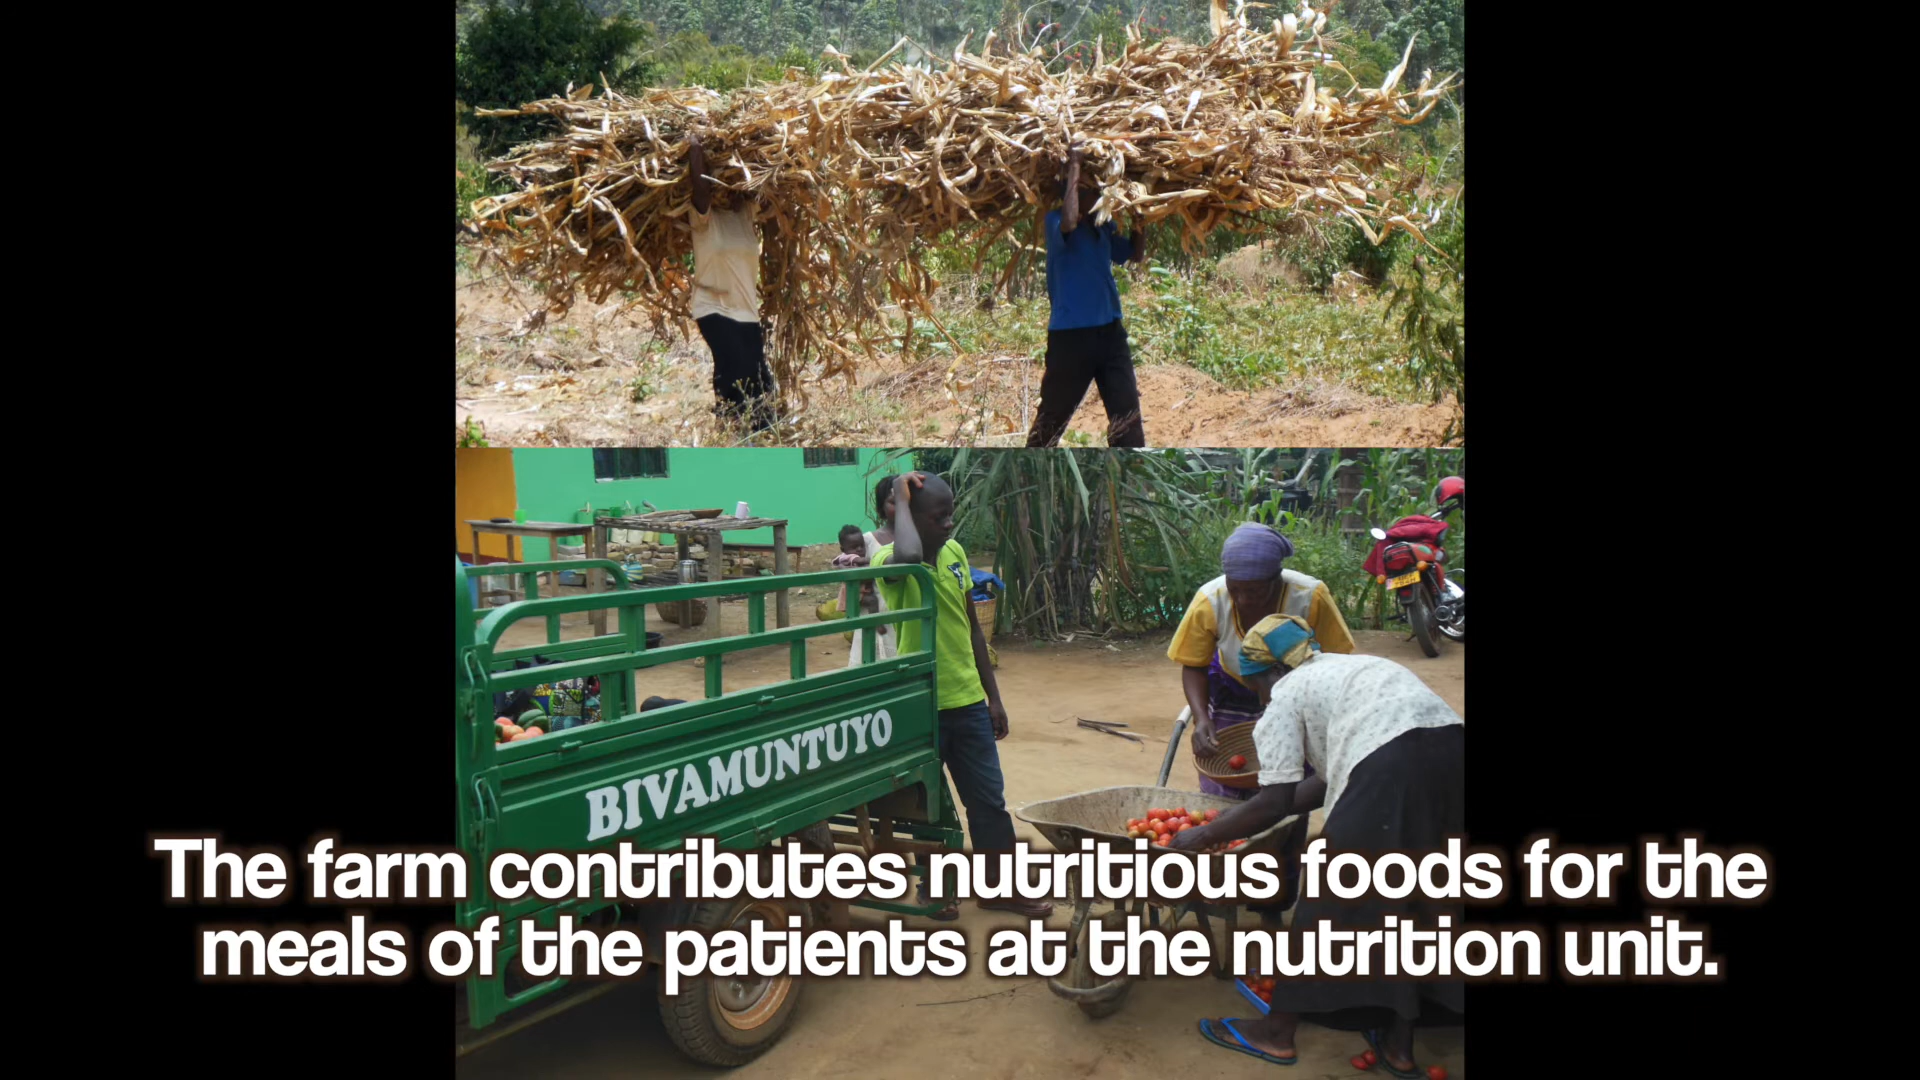 BIVAMUNTUYO
The farm contributes nutritious foods for the
meals of the patients at the nutrition unit.